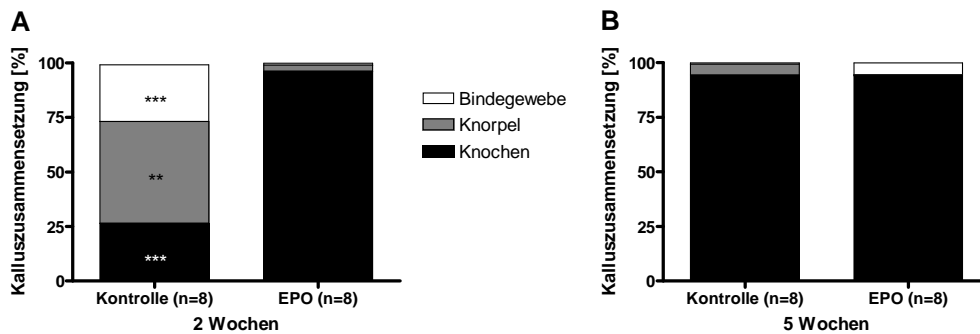 A
Kalluszusammensetzung [%]
100
75
50
25
0
***
**
***
Kontrolle (n=8)
EPO (n=8)
2 Wochen
Bindegewebe
Knorpel
Knochen
B
Kalluszusammensetzung [%]
100
75
50
25
0
Kontrolle (n=8)
EPO (n=8)
5 Wochen